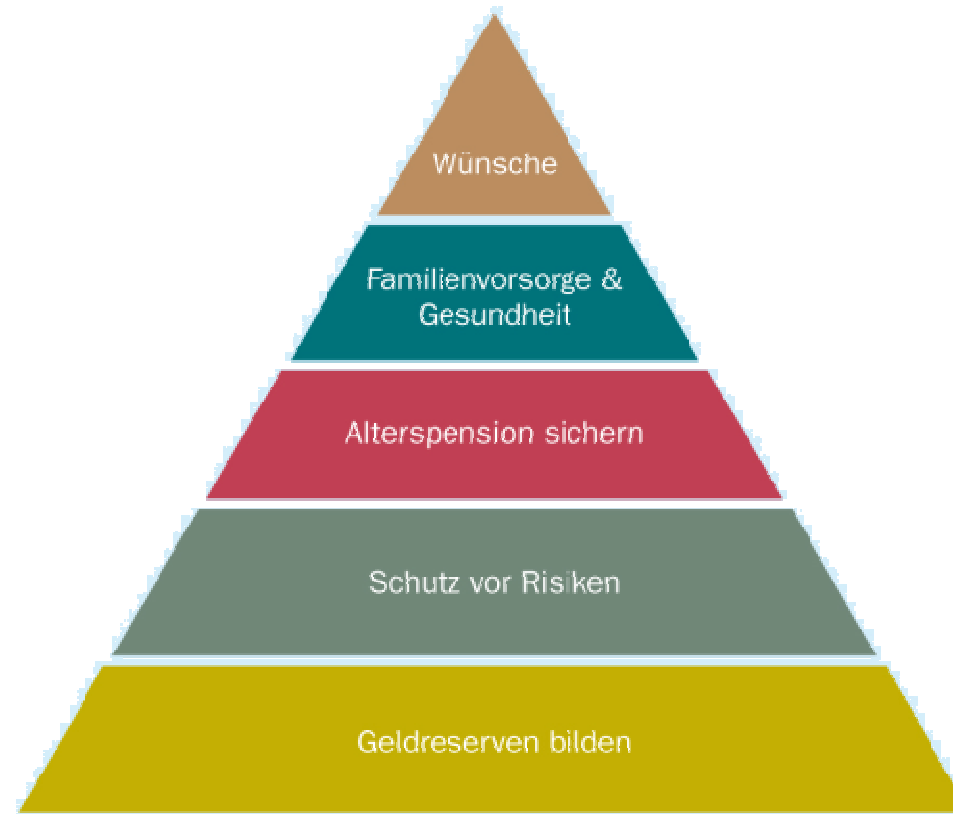 Wünsche
Familienvorsorge &
Gesundheit
Alterspension sichern
Schutz vor Risiken
Geldreserven bilden